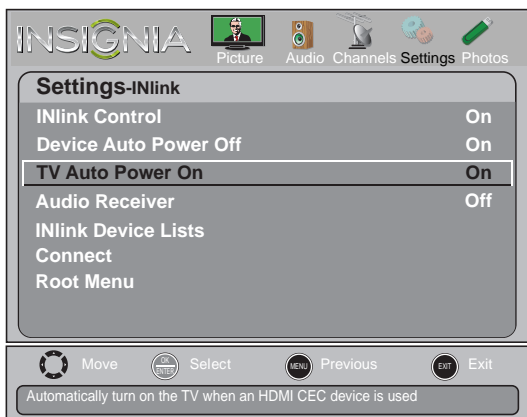 INSIGNIA
Picture Audio Channels Settings Photos
Settings-INlink
INlink Control On
Device Auto Power Off On
TV Auto Power On On
Audio Receiver Off
INlink Device Lists
Connect
Root Menu
Move OK ENTER Select MENU Previous EXIT Exit
Automatically turn on the TV when an HDMI CEC device is used